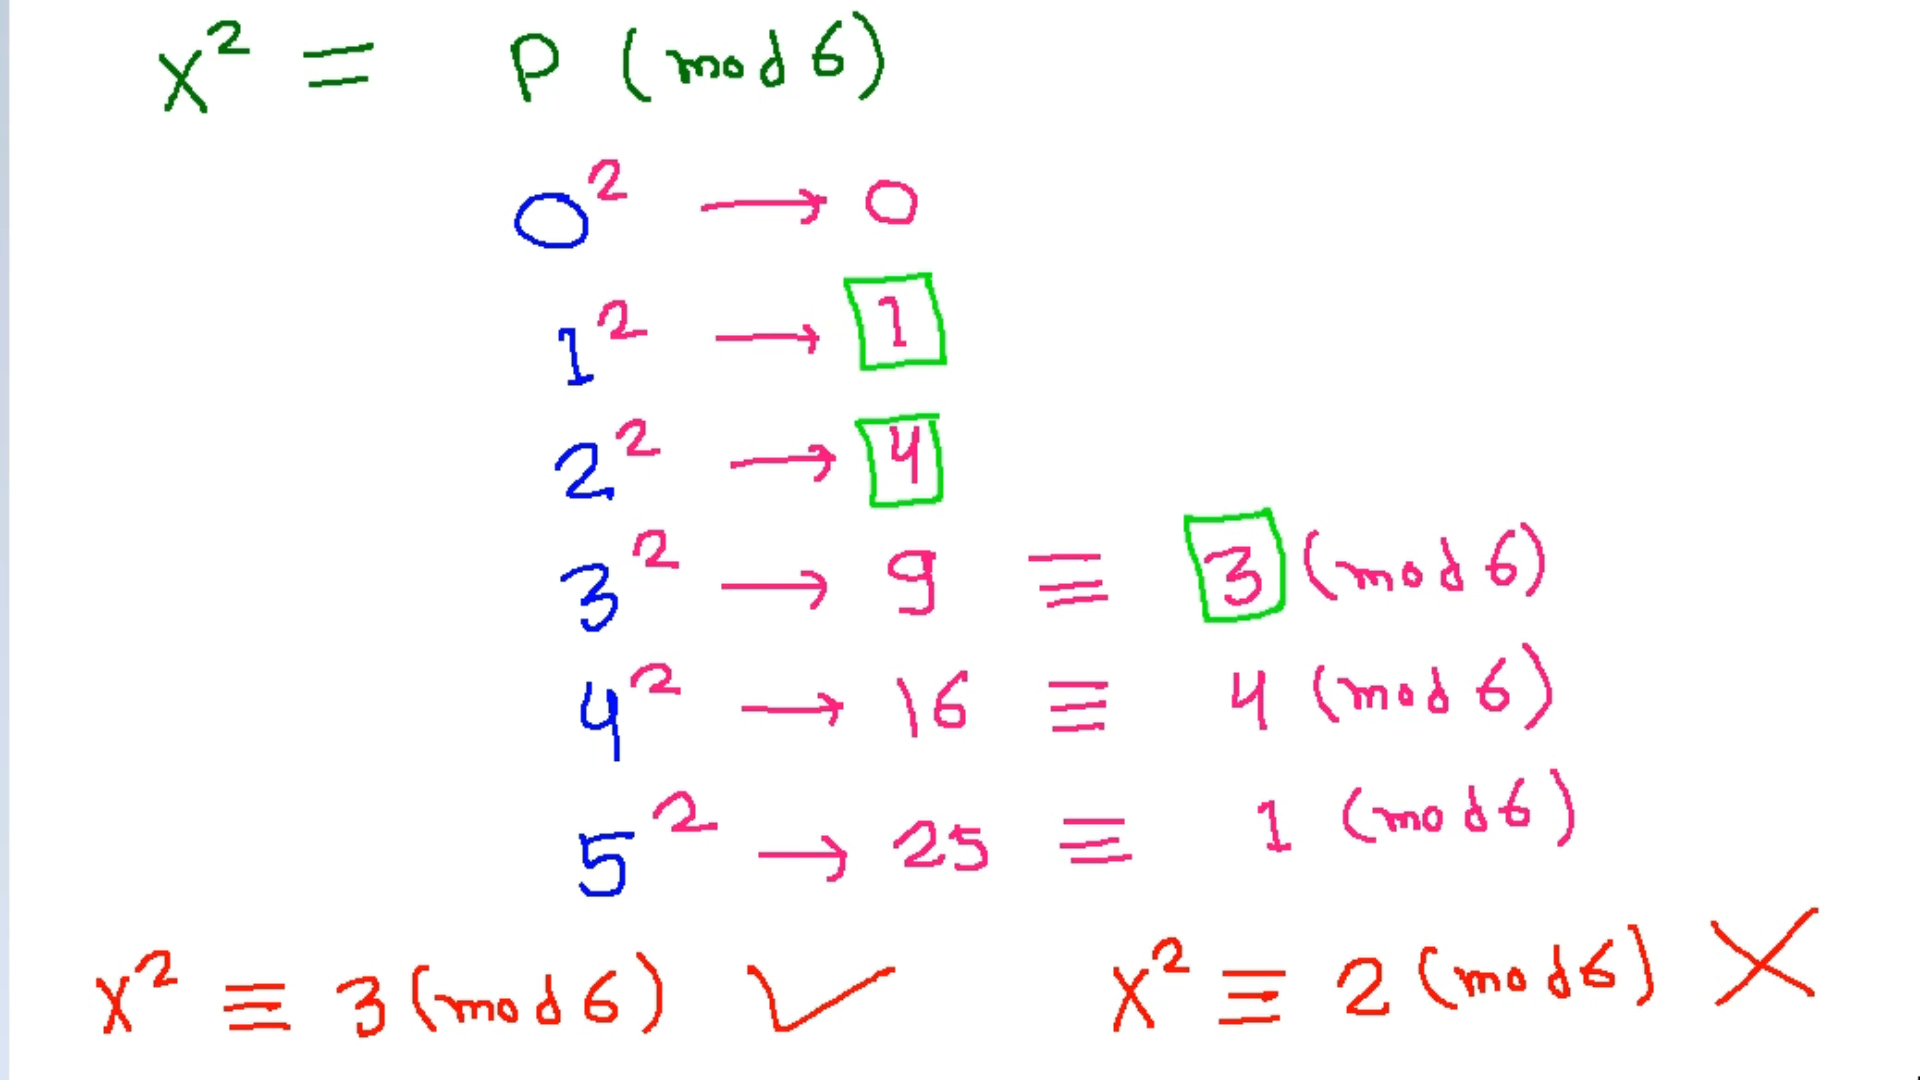 x² = P (mod 6)
0² → 0
1² → 1
2² → 4
3² → 9 ≡ 3 (mod 6)
4² → 16 ≡ 4 (mod 6)
5² → 25 ≡ 1 (mod 6)
x² ≡ 3 (mod 6) ✓ x² ≡ 2 (mod 6) ✗